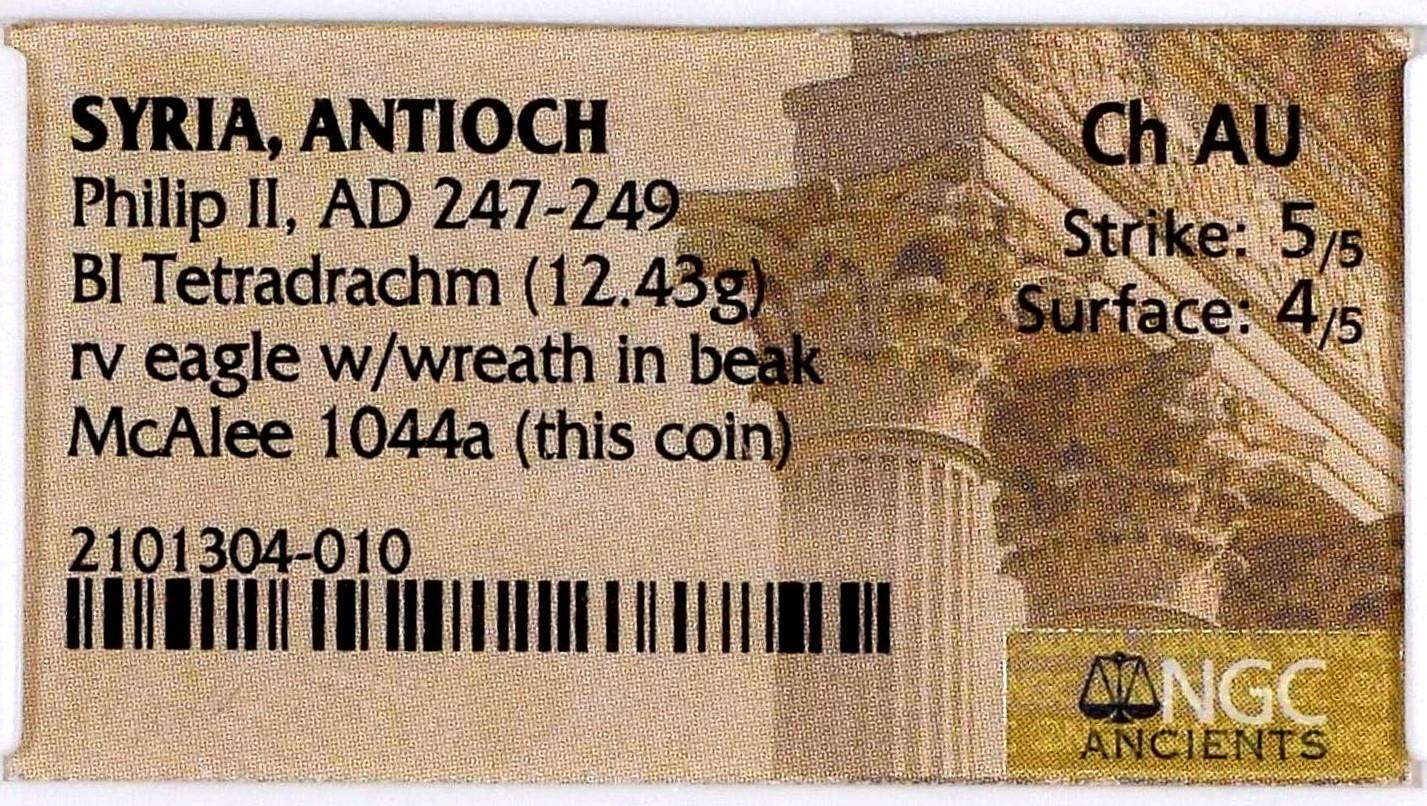 SYRIA, ANTIOCH
Philip II, AD 247-249
BI Tetradrachm (12.43g)
rv eagle w/wreath in beak
McAlee 1044a (this coin)
2101304-010
Ch AU
Strike: 5/5
Surface: 4/5
NGC
ANCIENTS